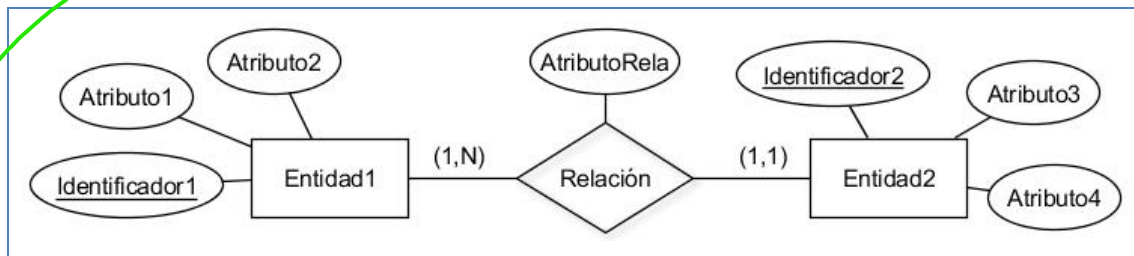 Atributo2
AtributoRela
Identificador2
Atributo1
Atributo3
(1,N)
(1,1)
Identificador1
Entidad1
Relación
Entidad2
Atributo4